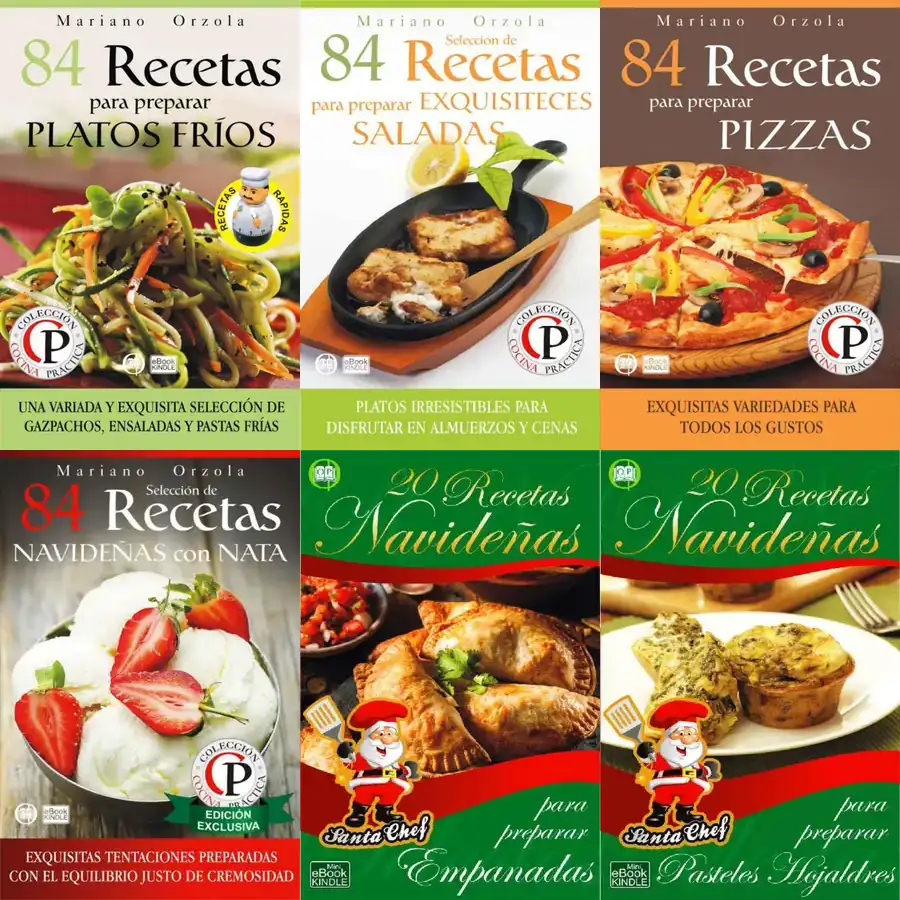 Mariano Orzola
84 Recetas
para preparar
PLATOS FRÍOS
RECETAS RAPIDAS
COLECCIÓN
CP
COCINA PRÁCTICA
eBook
KINDLE
UNA VARIADA Y EXQUISITA SELECCIÓN DE
GAZPACHOS, ENSALADAS Y PASTAS FRÍAS
Mariano Orzola
Selección de
84 Recetas
para preparar EXQUISITECES
SALADAS
COLECCIÓN
CP
COCINA PRÁCTICA
eBook
KINDLE
PLATOS IRRESISTIBLES PARA
DISFRUTAR EN ALMUERZOS Y CENAS
Mariano Orzola
84 Recetas
para preparar
PIZZAS
COLECCIÓN
CP
COCINA PRÁCTICA
eBook
KINDLE
EXQUISITAS VARIEDADES PARA
TODOS LOS GUSTOS
Mariano Orzola
Selección de
84 Recetas
NAVIDEÑAS con NATA
COLECCIÓN
CP
COCINA PRÁCTICA
EDICIÓN
EXCLUSIVA
eBook
KINDLE
EXQUISITAS TENTACIONES PREPARADAS
CON EL EQUILIBRIO JUSTO DE CREMOSIDAD
20 Recetas
Navideñas
Santa Chef
para
preparar
Empanadas
Mini
eBook
KINDLE
20 Recetas
Navideñas
Santa Chef
para
preparar
Pasteles Hojaldres
Mini
eBook
KINDLE